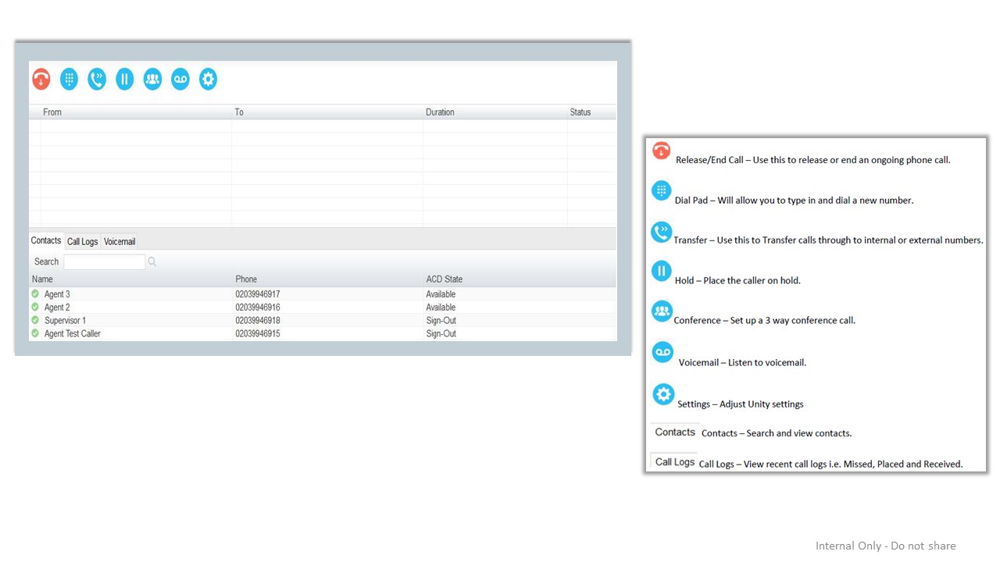 From To Duration Status
Contacts Call Logs Voicemail
Search
Name Phone ACD State
Agent 3 02039946917 Available
Agent 2 02039946916 Available
Supervisor 1 02039946918 Sign-Out
Agent Test Caller 02039946915 Sign-Out
Release/End Call – Use this to release or end an ongoing phone call.
Dial Pad – Will allow you to type in and dial a new number.
Transfer – Use this to Transfer calls through to internal or external numbers.
Hold – Place the caller on hold.
Conference – Set up a 3 way conference call.
Voicemail – Listen to voicemail.
Settings – Adjust Unity settings
Contacts Contacts – Search and view contacts.
Call Logs Call Logs – View recent call logs i.e. Missed, Placed and Received.
Internal Only - Do not share